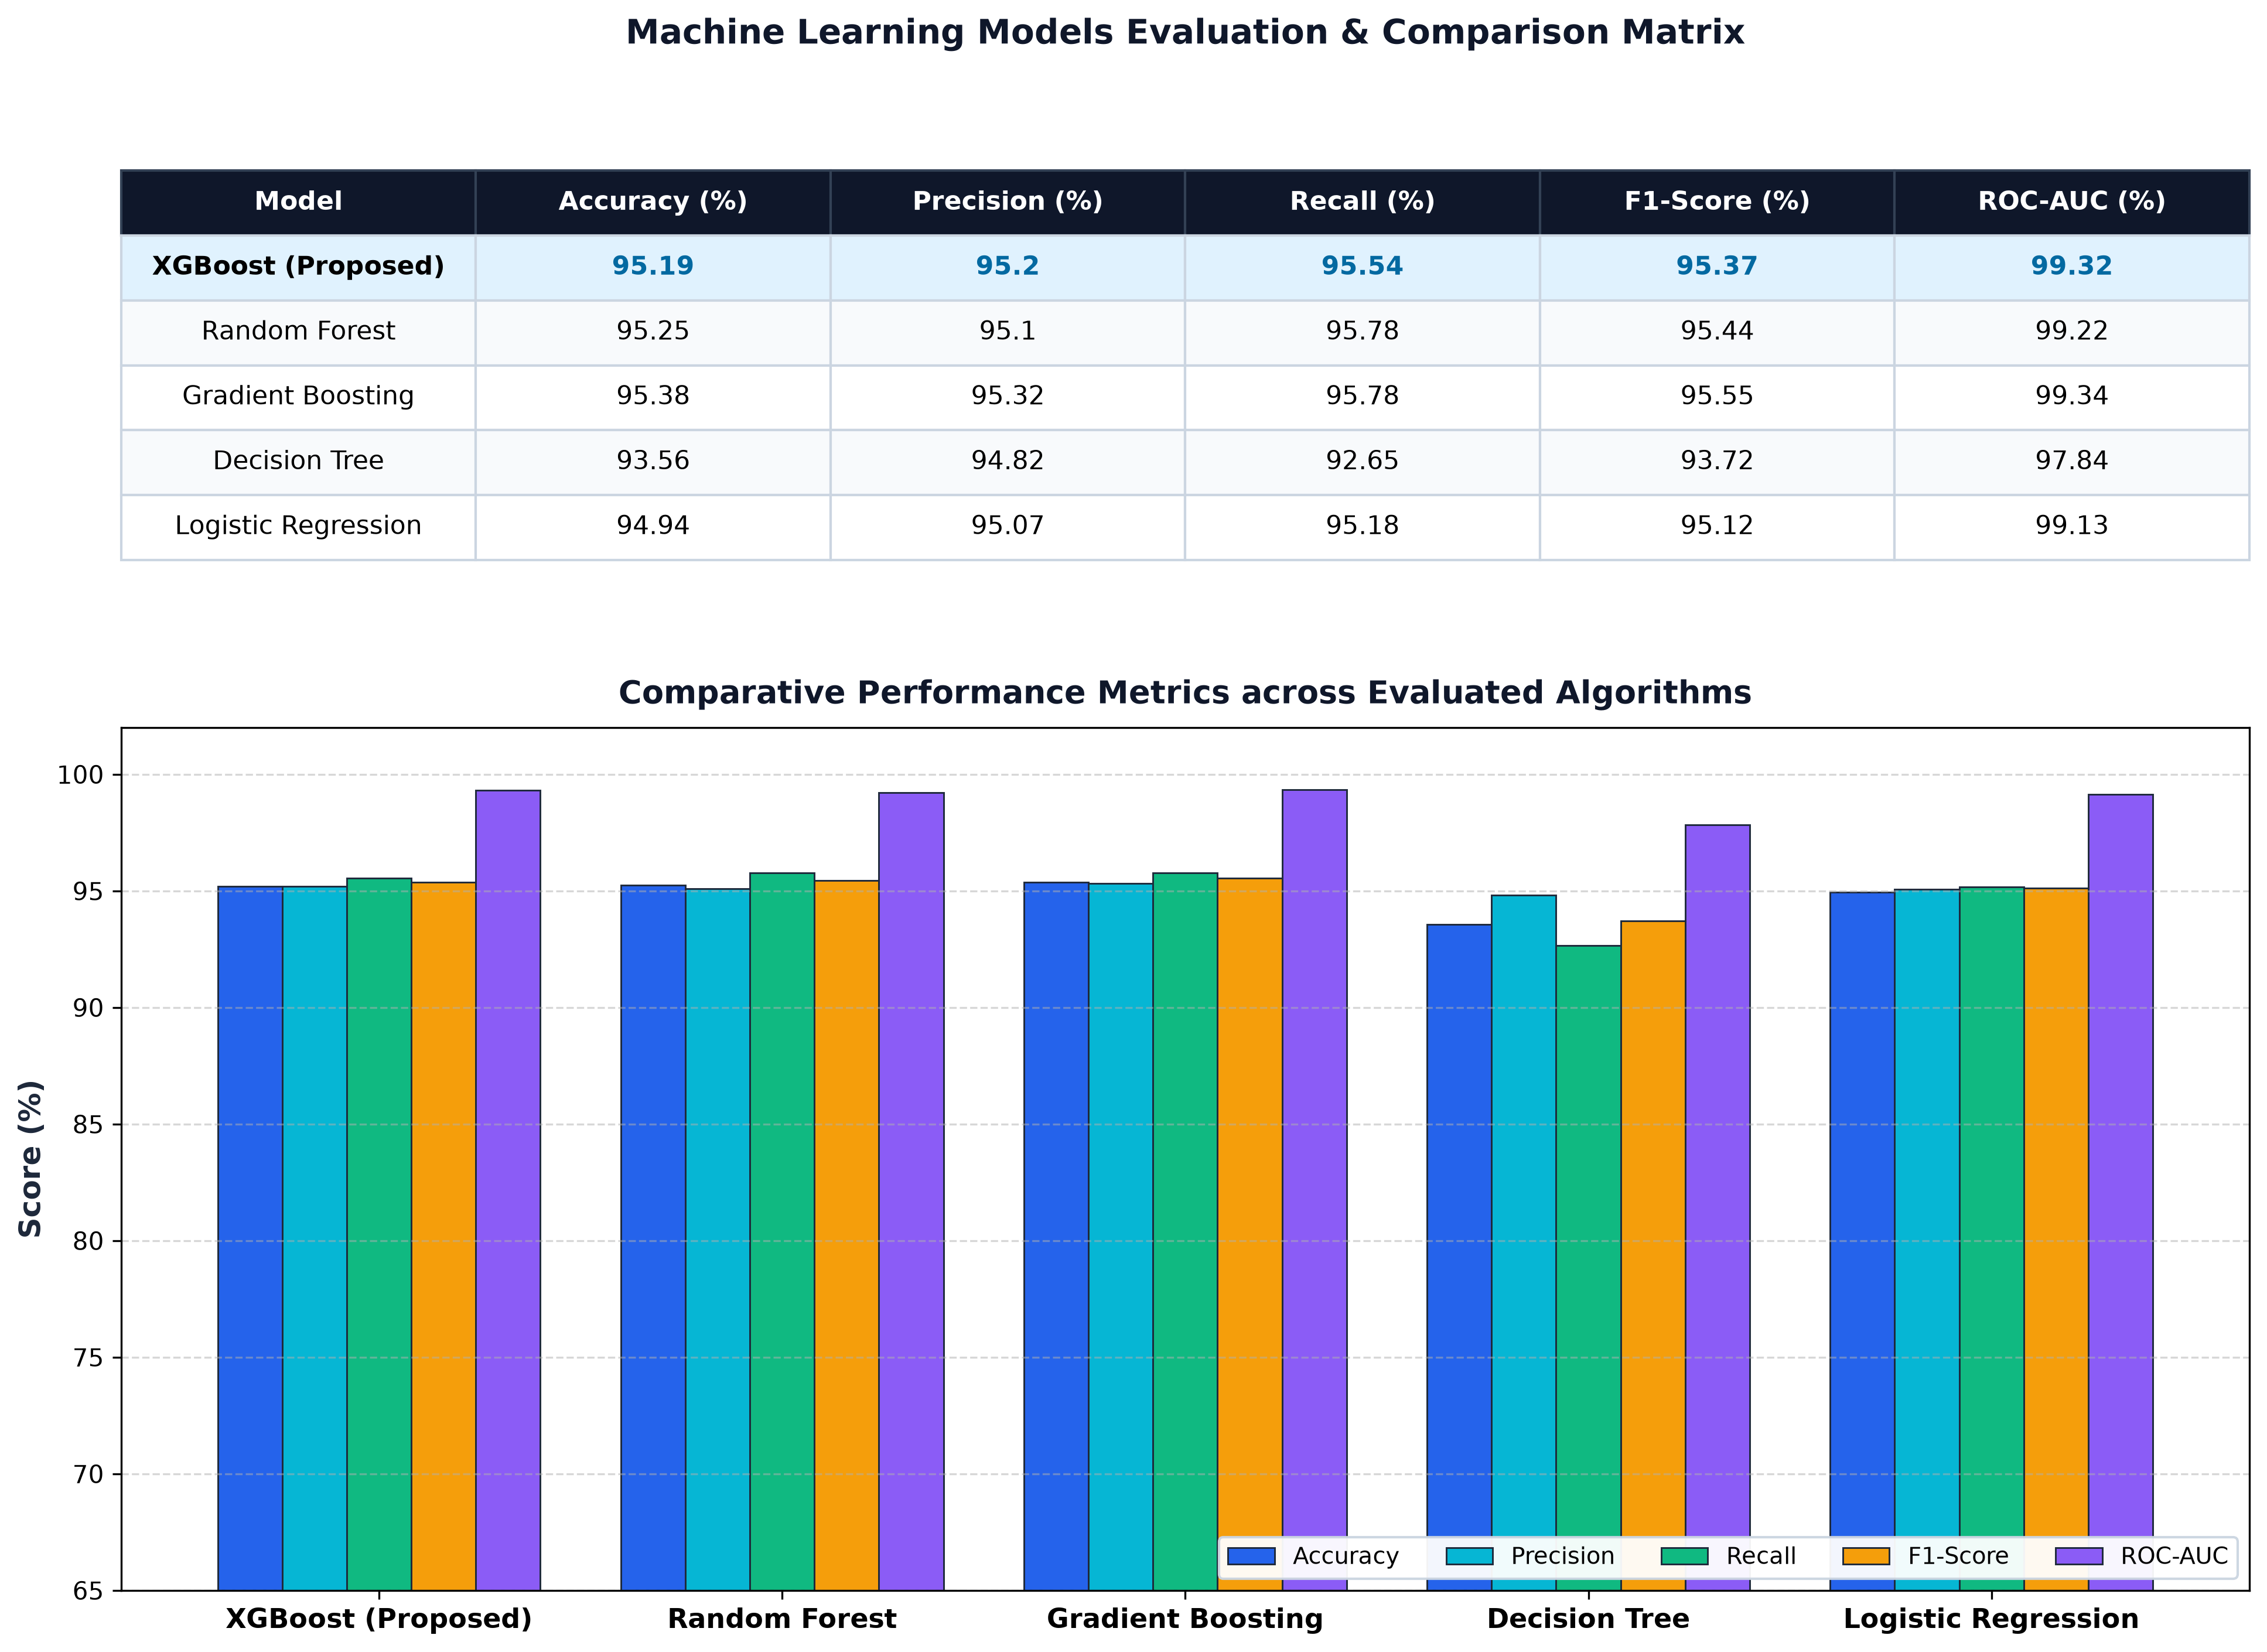 Machine Learning Models Evaluation & Comparison Matrix
Model Accuracy (%) Precision (%) Recall (%) F1-Score (%) ROC-AUC (%)
XGBoost (Proposed) 95.19 95.2 95.54 95.37 99.32
Random Forest 95.25 95.1 95.78 95.44 99.22
Gradient Boosting 95.38 95.32 95.78 95.55 99.34
Decision Tree 93.56 94.82 92.65 93.72 97.84
Logistic Regression 94.94 95.07 95.18 95.12 99.13
Comparative Performance Metrics across Evaluated Algorithms
Score (%)
100
95
90
85
80
75
70
65
Accuracy Precision Recall F1-Score ROC-AUC
XGBoost (Proposed) Random Forest Gradient Boosting Decision Tree Logistic Regression